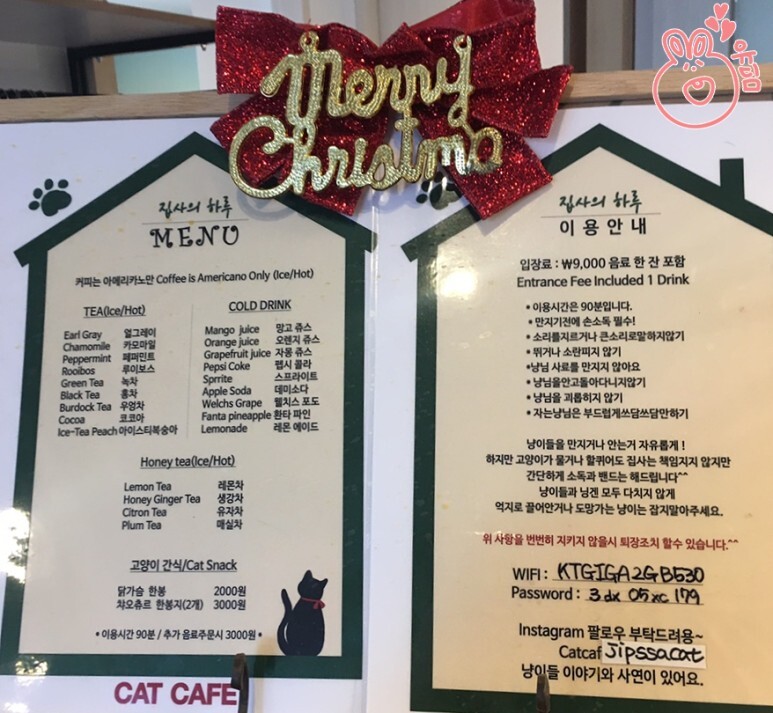 Merry
Christma
유럼
집사의 하루
MENU
커피는 아메리카노만 Coffee is Americano Only (Ice/Hot)
TEA(Ice/Hot)
Earl Gray 얼그레이
Chamomile 카모마일
Peppermint 페퍼민트
Rooibos 루이보스
Green Tea 녹차
Black Tea 홍차
Burdock Tea 우엉차
Cocoa 코코아
Ice-Tea Peach 아이스티복숭아
COLD DRINK
Mango juice 망고 쥬스
Orange juice 오렌지 쥬스
Grapefruit juice 자몽 쥬스
Pepsi Coke 펩시 콜라
Sprrite 스프라이트
Apple Soda 데미소다
Welchs Grape 웰치스 포도
Fanta pineapple 환타 파인
Lemonade 레몬 에이드
Honey tea(Ice/Hot)
Lemon Tea 레몬차
Honey Ginger Tea 생강차
Citron Tea 유자차
Plum Tea 매실차
고양이 간식/Cat Snack
닭가슴 한봉 2000원
챠오츄르 한봉지(2개) 3000원
* 이용시간 90분 / 추가 음료주문시 3000원 *
CAT CAFE
집사의 하루
이용안내
입장료 : ₩9,000 음료 한 잔 포함
Entrance Fee Included 1 Drink
* 이용시간은 90분입니다.
* 만지기전에 손소독 필수!
* 소리를지르거나 큰소리로말하지않기
* 뛰거나 소란피지 않기
*냥님 사료를 만지지 않아요
* 냥님을안고돌아다니지않기
* 냥님을 괴롭히지 않기
* 자는냥님은 부드럽게쓰담쓰담만하기
냥이들을 만지거나 안는거 자유롭게 !
하지만 고양이가 물거나 할퀴어도 집사는 책임지지 않지만
간단하게 소독과 밴드는 해드립니다^^
냥이들과 닝겐 모두 다치지 않게
억지로 끌어안거나 도망가는 냥이는 잡지말아주세요.
위 사항을 번번히 지키지 않을시 퇴장조치 할수 있습니다.^^
WIFI : KTGIGA2GB530
Password : 3dx05xc179
Instagram 팔로우 부탁드려용~
Catcaf jipssacat
냥이들 이야기와 사연이 있어요.